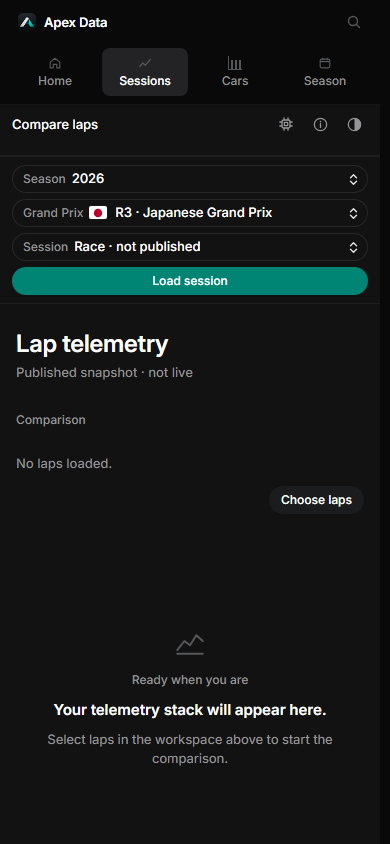 Apex Data
Home
Sessions
Cars
Season
Compare laps
Season 2026
Grand Prix R3 · Japanese Grand Prix
Session Race · not published
Load session
Lap telemetry
Published snapshot · not live
Comparison
No laps loaded.
Choose laps
Ready when you are
Your telemetry stack will appear here.
Select laps in the workspace above to start the
comparison.